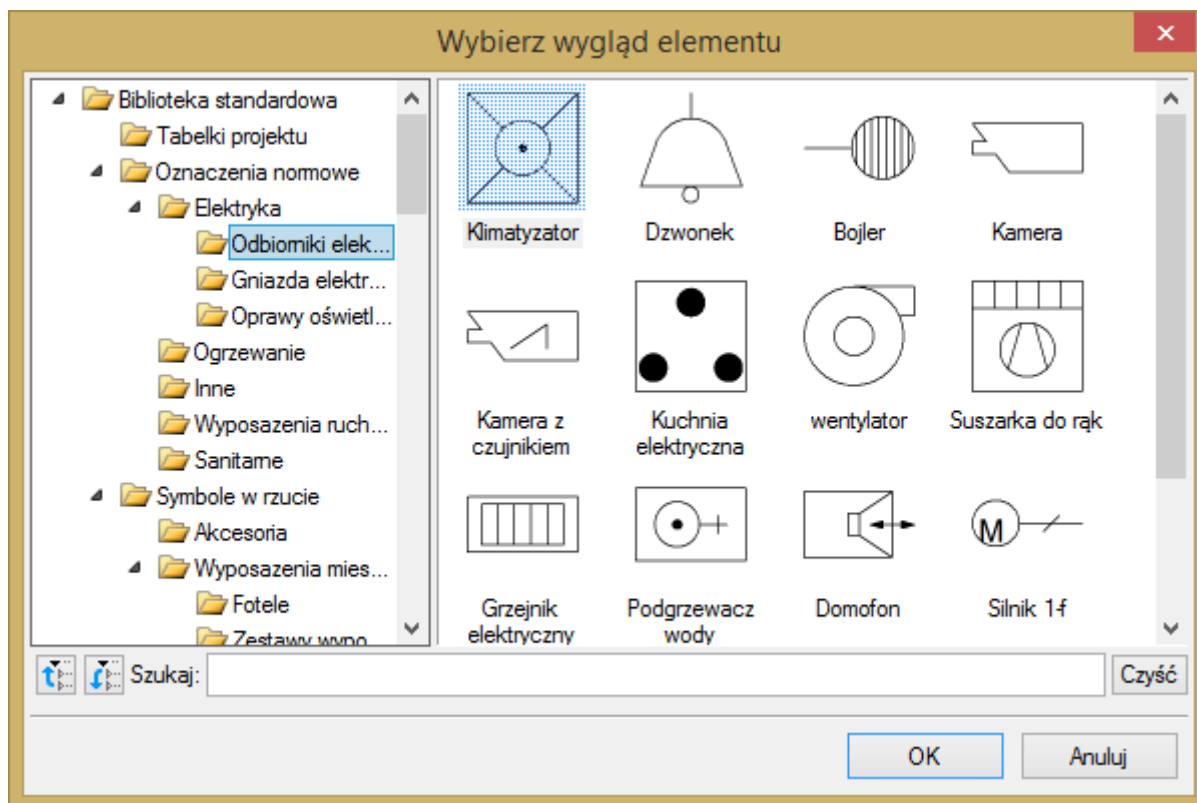 Wybierz wygląd elementu
Biblioteka standardowa
Tabelki projektu
Oznaczenia normowe
Elektryka
Odbiorniki elek...
Gniazda elektr...
Oprawy oświetl...
Ogrzewanie
Inne
Wyposazenia ruch...
Sanitarne
Symbole w rzucie
Akcesoria
Wyposazenia mies...
Fotele
Zestawy wypo
Klimatyzator
Dzwonek
Bojler
Kamera
Kamera z
czujnikiem
Kuchnia
elektryczna
wentylator
Suszarka do rąk
M
Grzejnik
elektryczny
Podgrzewacz
wody
Domofon
Silnik 1-f
Szukaj:
Czyść
OK
Anuluj